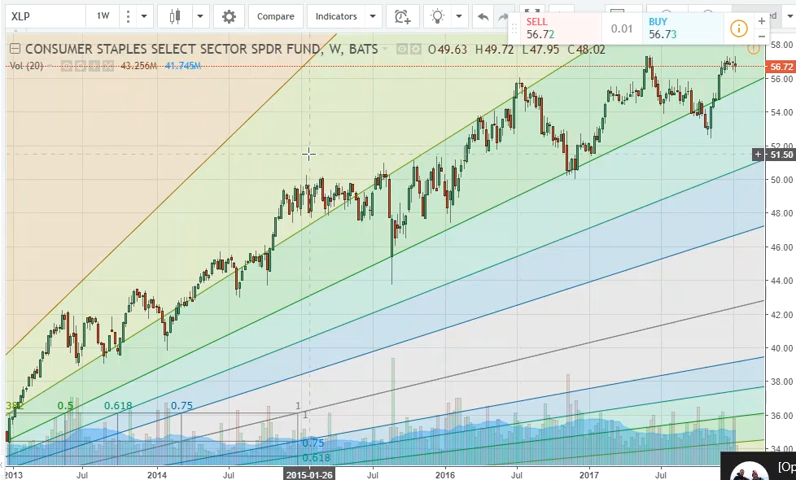 XLP 1W Compare Indicators
SELL 0.01 BUY
56.72 56.73
CONSUMER STAPLES SELECT SECTOR SPDR FUND, W, BATS O49.63 H49.72 L47.95 C48.02
Vol (20) 43.256M 41.745M
58.00
56.72
54.00
52.00
51.50
50.00
48.00
46.00
44.00
42.00
40.00
38.00
36.00
34.00
0.5 0.618 0.75 1
1
0.75
0.618
2013 Jul 2014 Jul 2015-01-26 Jul 2016 Jul 2017 Jul
[Op